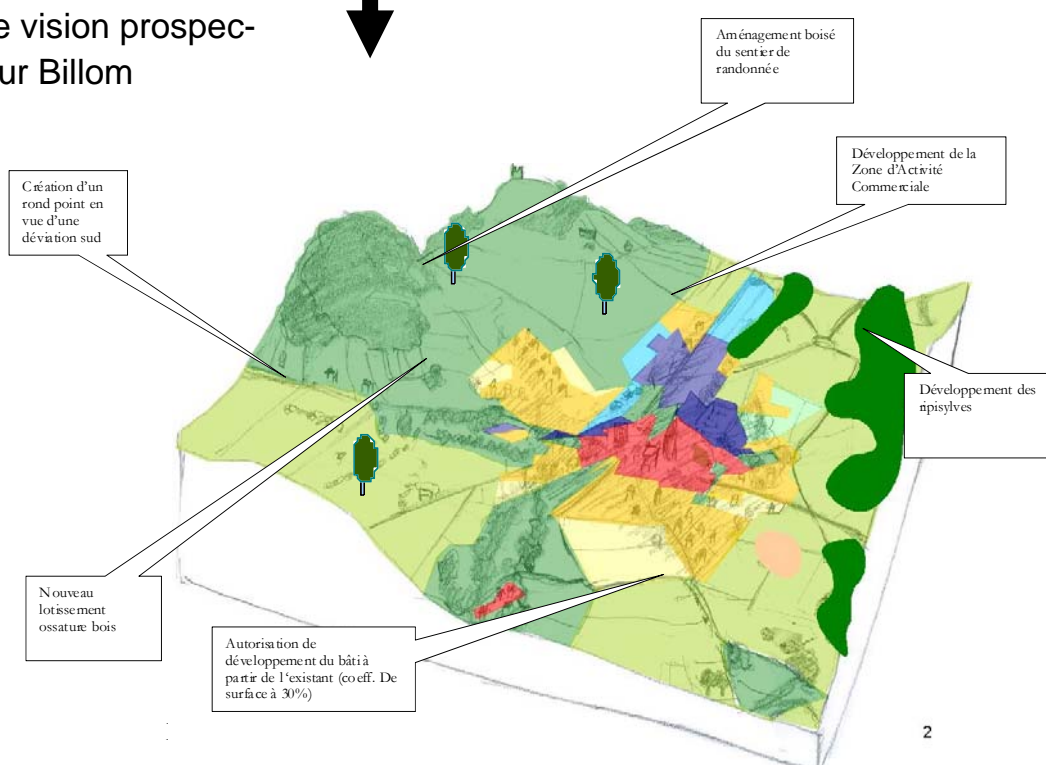 e vision prospec-
ur Billom
Aménagement boisé
du sentier de
randonnée
Développement de la
Zone d'Activité
Commerciale
Création d'un
rond point en
vue d'une
déviation sud
Développement des
ripisylves
Nouveau
lotissement
ossature bois
Autorisation de
développement du bâti à
partir de l'existant (coeff. De
surface à 30%)
2